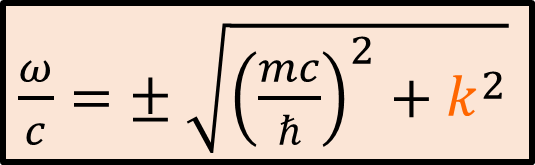 ω/c = ± √((mc/ℏ)² + k²)